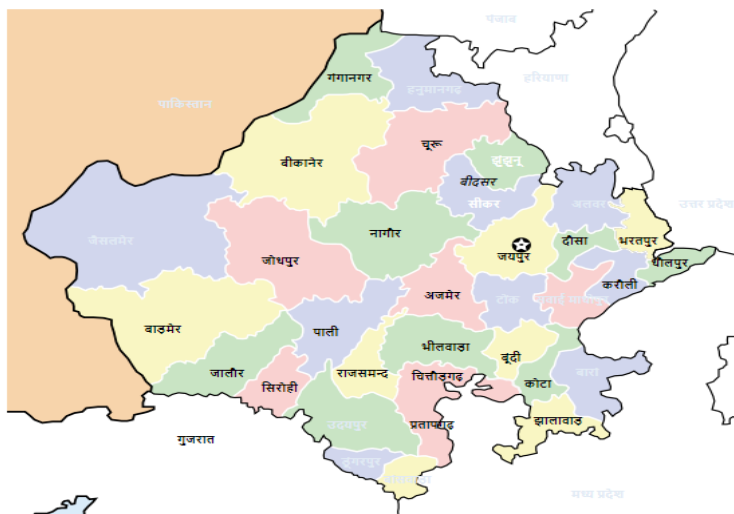 पंजाब
गंगानगर
हरियाणा
हनुमानगढ़
पाकिस्तान
चूरू
बीकानेर
झुझुनू
बीदसर
सीकर
अलवर
उत्तर प्रदेश
नागौर
जैसलमेर
जोधपुर
जयपुर
दौसा
भरतपुर
धौलपुर
करौली
अजमेर
टोंक
सवाई माधोपुर
बाड़मेर
पाली
भीलवाड़ा
बूंदी
जालौर
सिरोही
राजसमन्द
चित्तौड़गढ़
कोटा
बारा
उदयपुर
प्रतापगढ़
झालावाड़
गुजरात
डुंगरपुर
बांसवाड़ा
मध्य प्रदेश